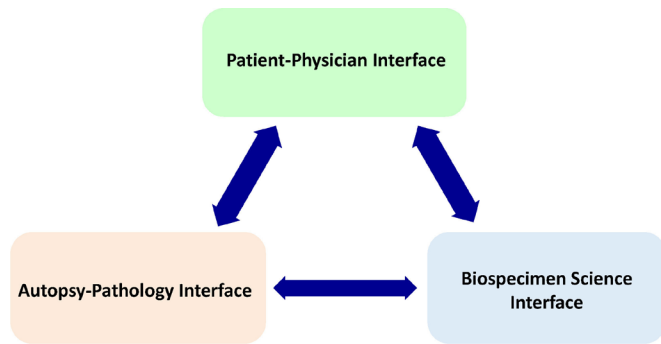 Patient-Physician Interface
Autopsy-Pathology Interface
Biospecimen Science
Interface